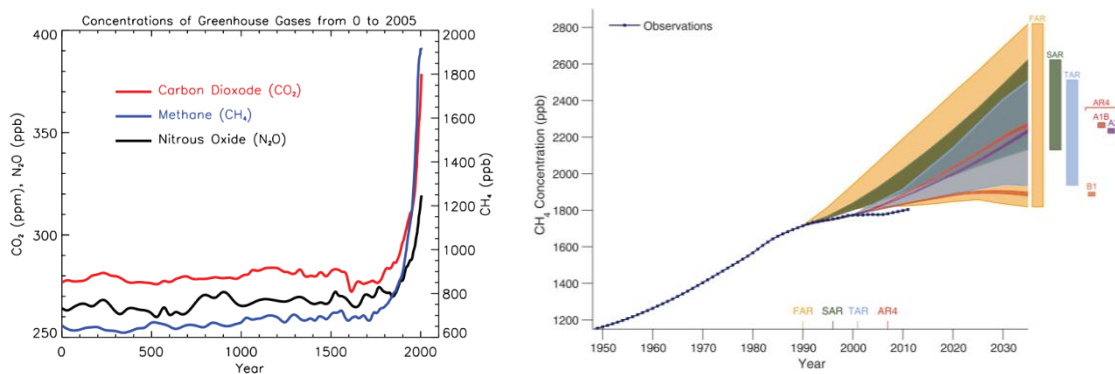 Concentrations of Greenhouse Gases from 0 to 2005
400
350
300
250
CO₂ (ppm), N₂O (ppb)
Carbon Dioxode (CO₂)
Methane (CH₄)
Nitrous Oxide (N₂O)
2000
1800
1600
1400
1200
1000
800
600
CH₄ (ppb)
0 500 1000 1500 2000
Year
2800
2600
2400
2200
2000
1800
1600
1400
1200
CH₄ Concentration (ppb)
Observations
FAR
SAR
TAR
AR4
A1B
B1
FAR SAR TAR AR4
1950 1960 1970 1980 1990 2000 2010 2020 2030
Year